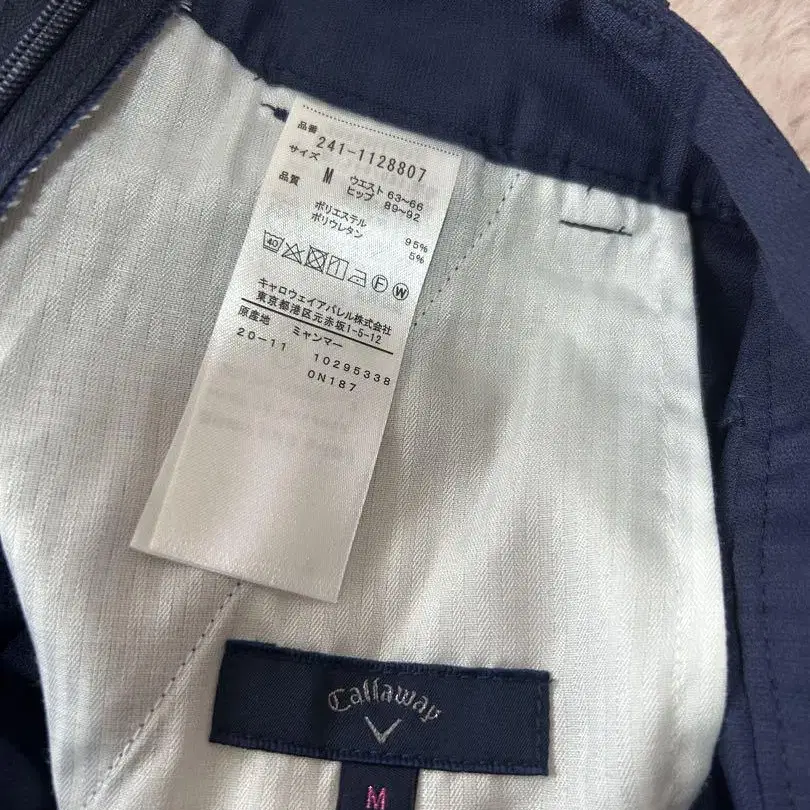 品番
241-1128807
サイズ
M ウエスト 63~66
ヒップ 89~92
品質
ポリエステル 95%
ポリウレタン 5%
40 F W
キャロウェイアパレル株式会社
東京都港区元赤坂1-5-12
原産地 ミャンマー
20-11 10295338
0N187
Callaway
M